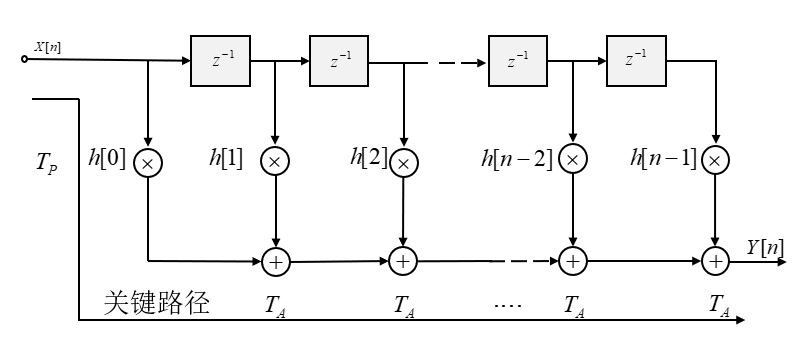 X[n]
z⁻¹ z⁻¹ z⁻¹ z⁻¹
T_P h[0] × h[1] × h[2] × h[n−2] × h[n−1] ×
+ + + + Y[n]
关键路径 T_A T_A .... T_A T_A